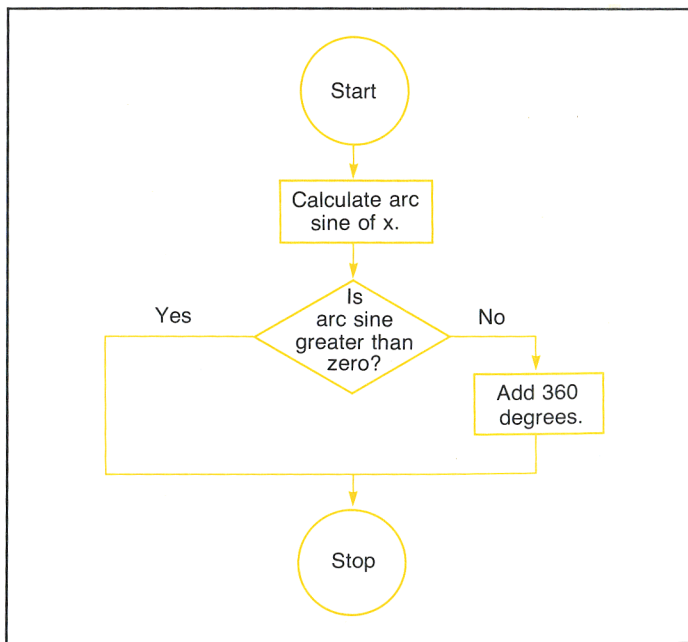 Start
Calculate arc
sine of x.
Is
arc sine
greater than
zero?
Yes
No
Add 360
degrees.
Stop